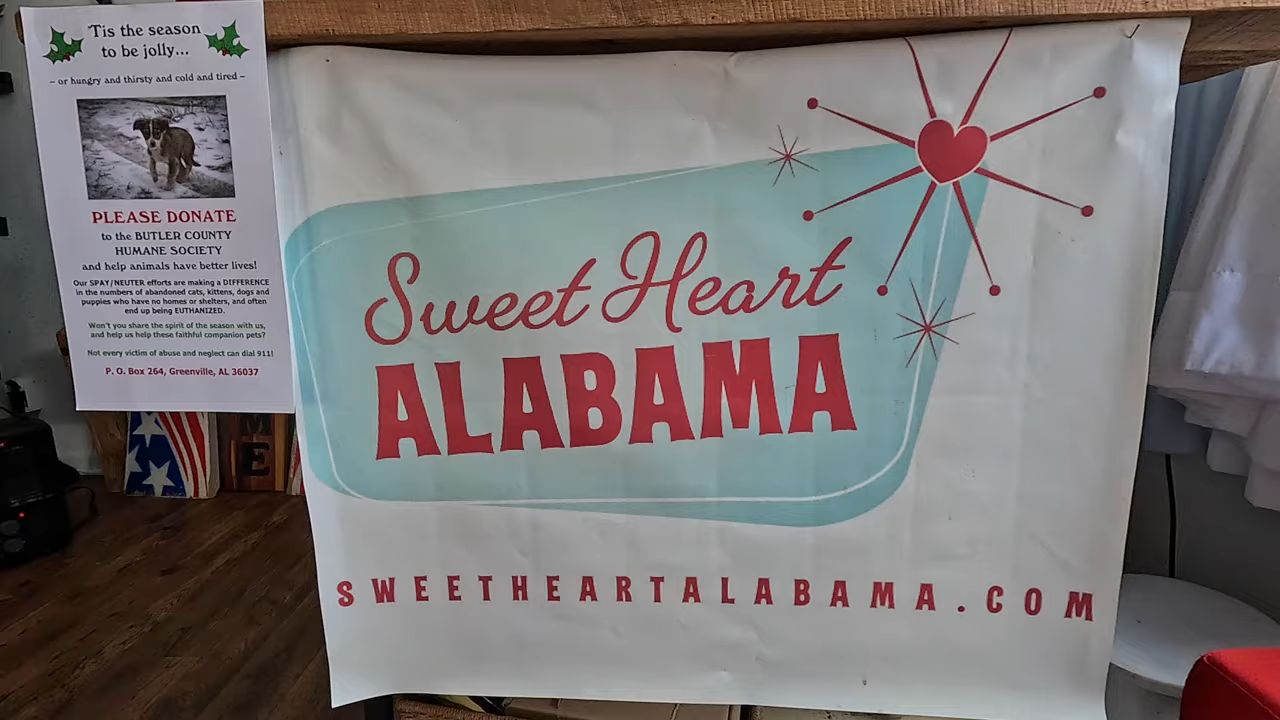 'Tis the season
to be jolly...
– or hungry and thirsty and cold and tired –
PLEASE DONATE
to the BUTLER COUNTY
HUMANE SOCIETY
and help animals have better lives!
Our SPAY/NEUTER efforts are making a DIFFERENCE
in the numbers of abandoned cats, kittens, dogs and
puppies who have no homes or shelters, and often
end up being EUTHANIZED.
Won't you share the spirit of the season with us,
and help us help these faithful companion pets?
Not every victim of abuse and neglect can dial 911!
P. O. Box 264, Greenville, AL 36037
Sweet Heart
ALABAMA
SWEETHEARTALABAMA.COM
M
E